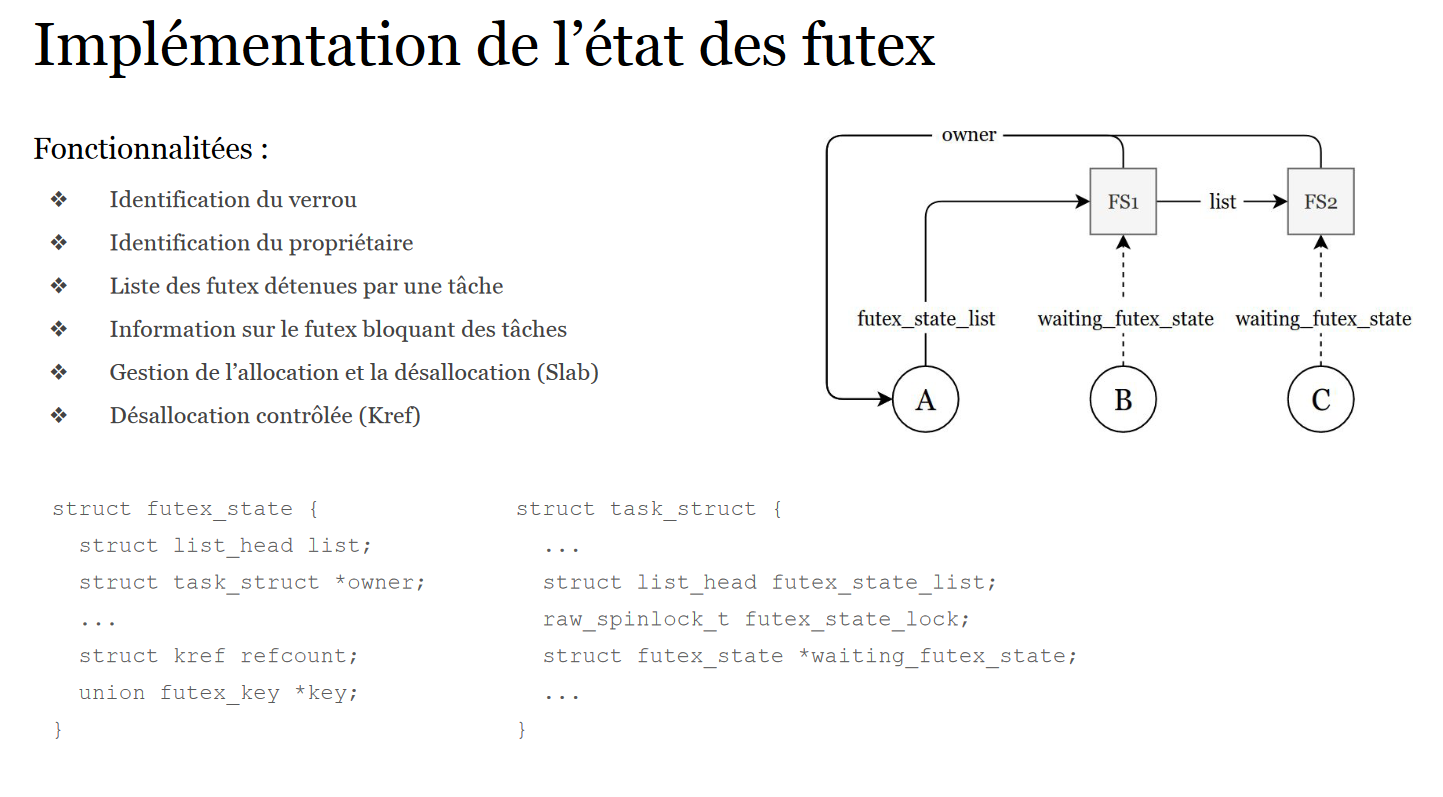 Implémentation de l’état des futex
Fonctionnalitées :
❖ Identification du verrou
❖ Identification du propriétaire
❖ Liste des futex détenues par une tâche
❖ Information sur le futex bloquant des tâches
❖ Gestion de l’allocation et la désallocation (Slab)
❖ Désallocation contrôlée (Kref)
owner
FS1
list
FS2
futex_state_list
waiting_futex_state
waiting_futex_state
A
B
C
struct futex_state {
struct list_head list;
struct task_struct *owner;
...
struct kref refcount;
union futex_key *key;
}
struct task_struct {
...
struct list_head futex_state_list;
raw_spinlock_t futex_state_lock;
struct futex_state *waiting_futex_state;
...
}